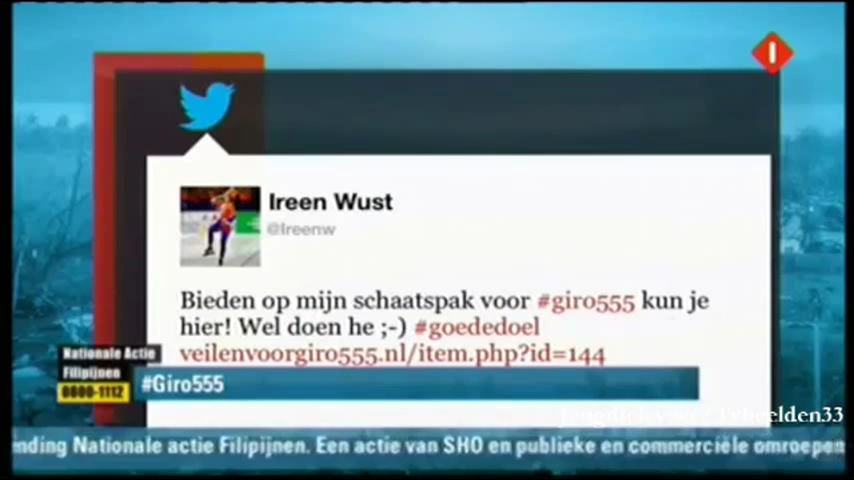 1
Ireen Wust
@Ireenw
Bieden op mijn schaatspak voor #giro555 kun je
hier! Wel doen he ;-) #goededoel
veilenvoorgiro555.nl/item.php?id=144
Nationale Actie
Filipijnen
0800-1112
#Giro555
nding Nationale actie Filipijnen. Een actie van SHO en publieke en commerciële omroepen